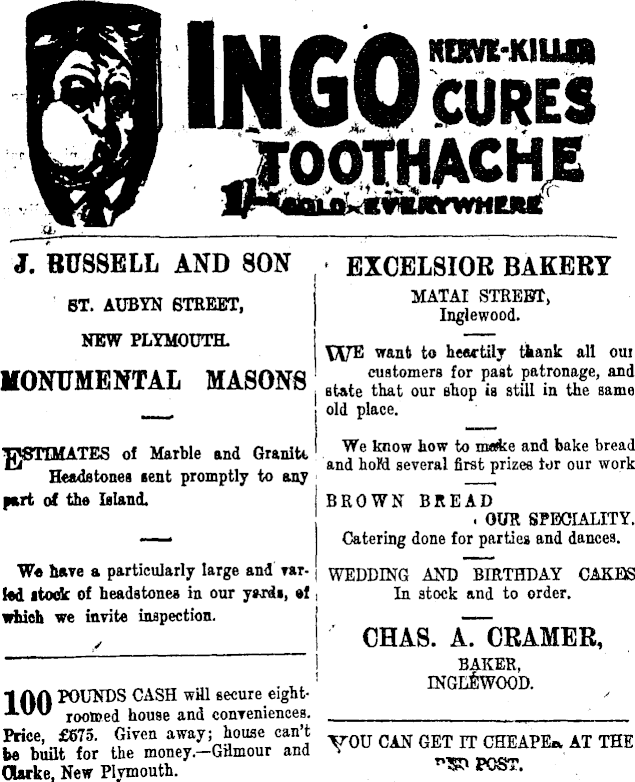 INGO NERVE-KILLER
CURES
TOOTHACHE
1/- SOLD EVERYWHERE
J. RUSSELL AND SON
ST. AUBYN STREET,
NEW PLYMOUTH.
MONUMENTAL MASONS
ESTIMATES of Marble and Granite
Headstones sent promptly to any
part of the Island.
We have a particularly large and var-
ied stock of headstones in our yards, of
which we invite inspection.
100 POUNDS CASH will secure eight-
roomed house and conveniences.
Price, £675. Given away; house can't
be built for the money.—Gilmour and
Clarke, New Plymouth.
EXCELSIOR BAKERY
MATAI STREET,
Inglewood.
WE want to heartily thank all our
customers for past patronage, and
state that our shop is still in the same
old place.
We know how to make and bake bread
and hold several first prizes for our work
BROWN BREAD
OUR SPECIALITY.
Catering done for parties and dances.
WEDDING AND BIRTHDAY CAKES
In stock and to order.
CHAS. A. CRAMER,
BAKER,
INGLEWOOD.
YOU CAN GET IT CHEAPER AT THE
RED POST.